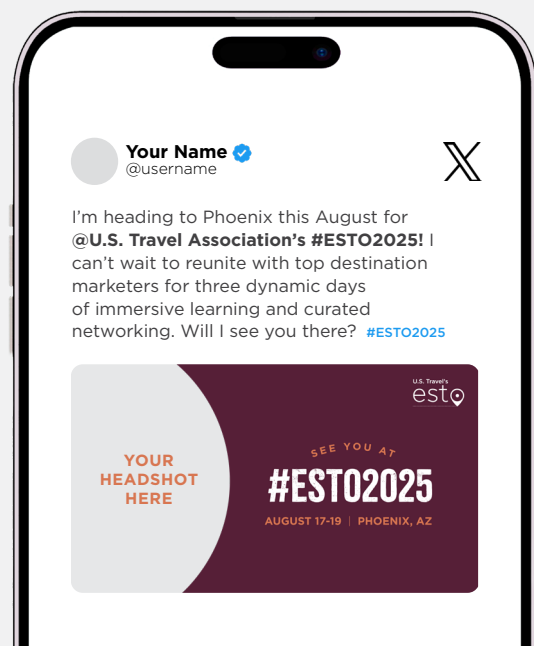 Your Name
@username
I’m heading to Phoenix this August for
@U.S. Travel Association’s #ESTO2025! I
can’t wait to reunite with top destination
marketers for three dynamic days
of immersive learning and curated
networking. Will I see you there? #ESTO2025
U.S. Travel's
esto
YOUR
HEADSHOT
HERE
SEE YOU AT
#ESTO2025
AUGUST 17-19 | PHOENIX, AZ